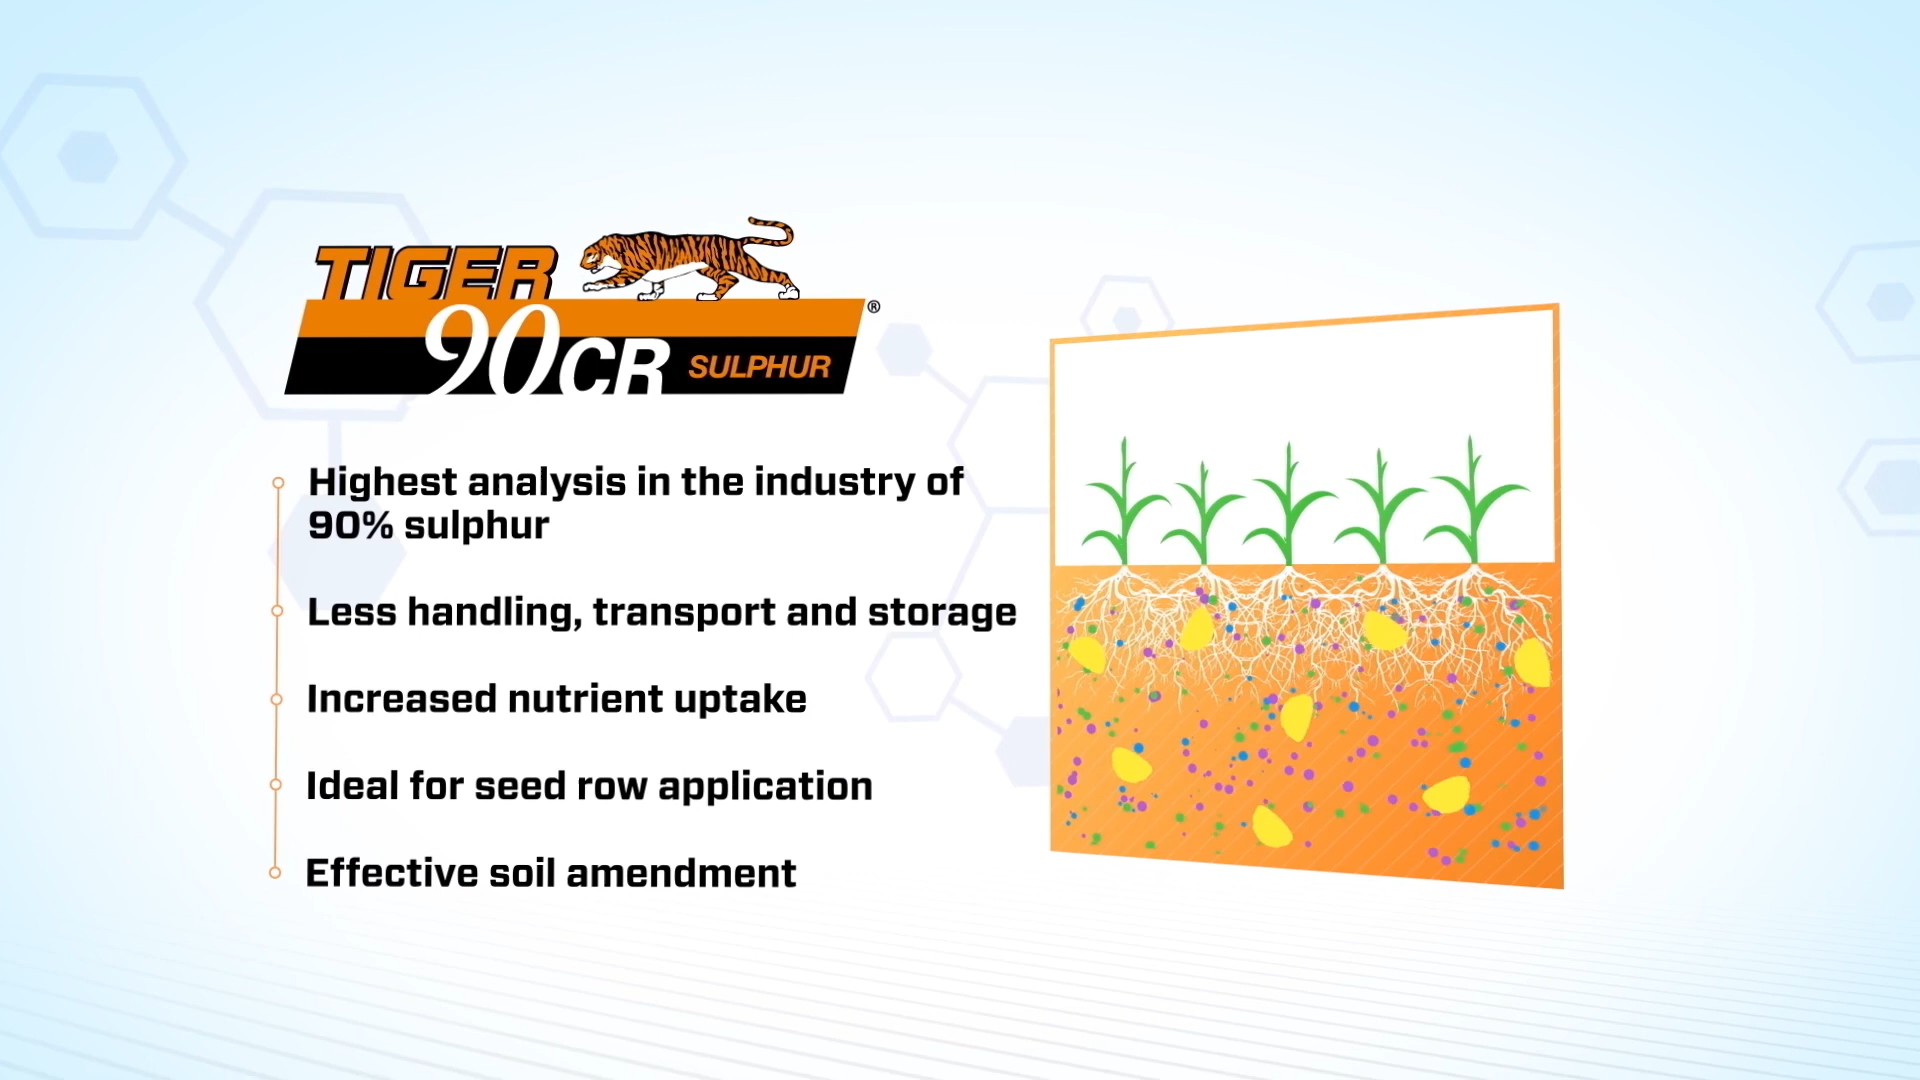 TIGER
90CR SULPHUR ®
Highest analysis in the industry of
90% sulphur
Less handling, transport and storage
Increased nutrient uptake
Ideal for seed row application
Effective soil amendment